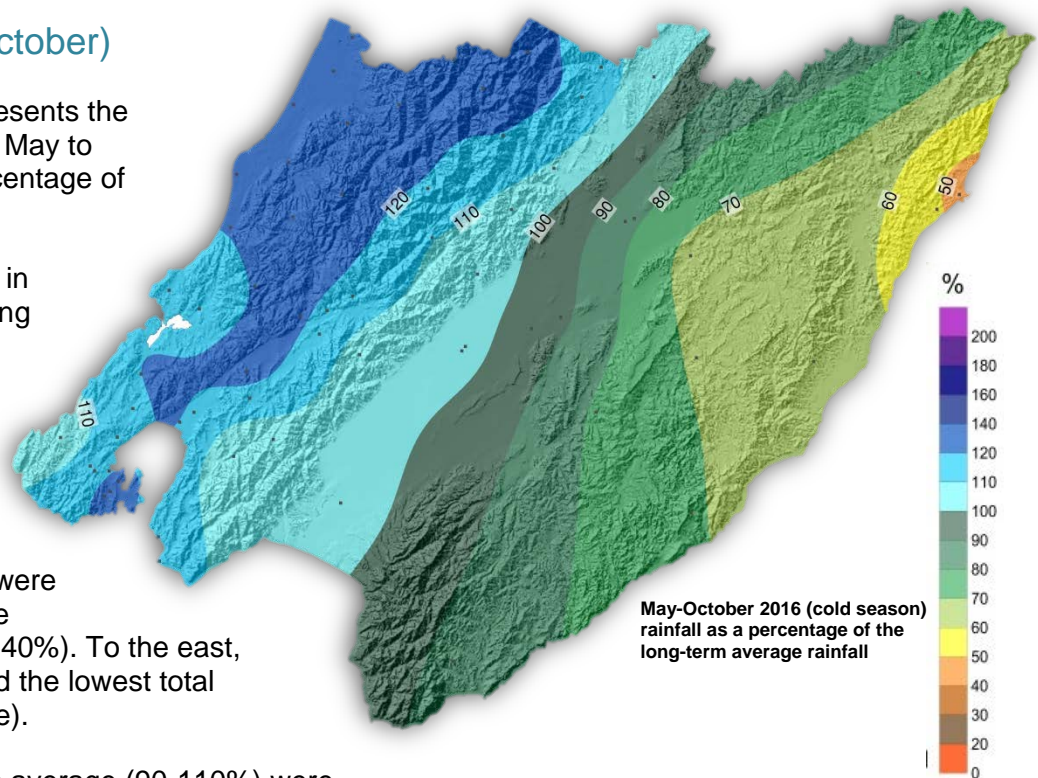 ctober)
esents the
May to
centage of
in
ng
were
e
40%). To the east,
d the lowest total
e).
average (90-110%) were
120
110
100
90
80
70
60
50
110
May-October 2016 (cold season)
rainfall as a percentage of the
long-term average rainfall
%
200
180
160
140
120
110
100
90
80
70
60
50
40
30
20
0